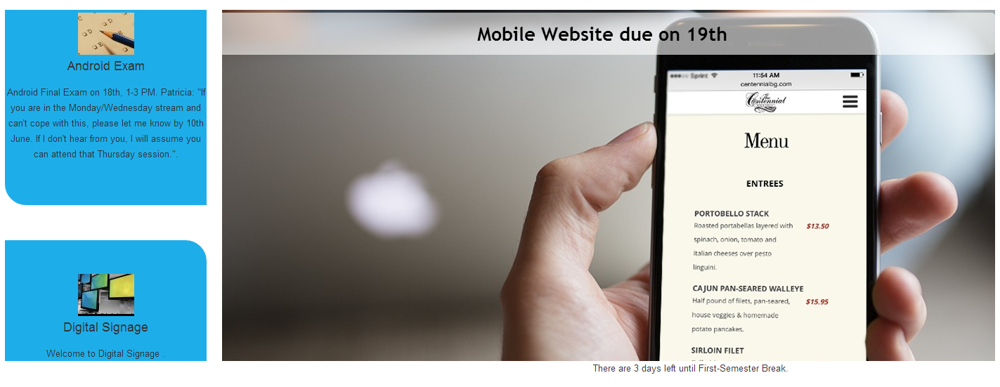 Android Exam
Android Final Exam on 18th, 1-3 PM. Patricia: "If
you are in the Monday/Wednesday stream and
can't cope with this, please let me know by 10th
June. If I don't hear from you, I will assume you
can attend that Thursday session.".
Digital Signage
Welcome to Digital Signage .
Mobile Website due on 19th
Sprint 11:54 AM
centennialbg.com
The
Centennial
Menu
ENTREES
PORTOBELLO STACK
Roasted portabellas layered with $13.50
spinach, onion, tomato and
italian cheeses over pesto
linguini.
CAJUN PAN-SEARED WALLEYE
Half pound of filets, pan-seared, $15.95
house veggies & homemade
potato pancakes.
SIRLOIN FILET
There are 3 days left until First-Semester Break.